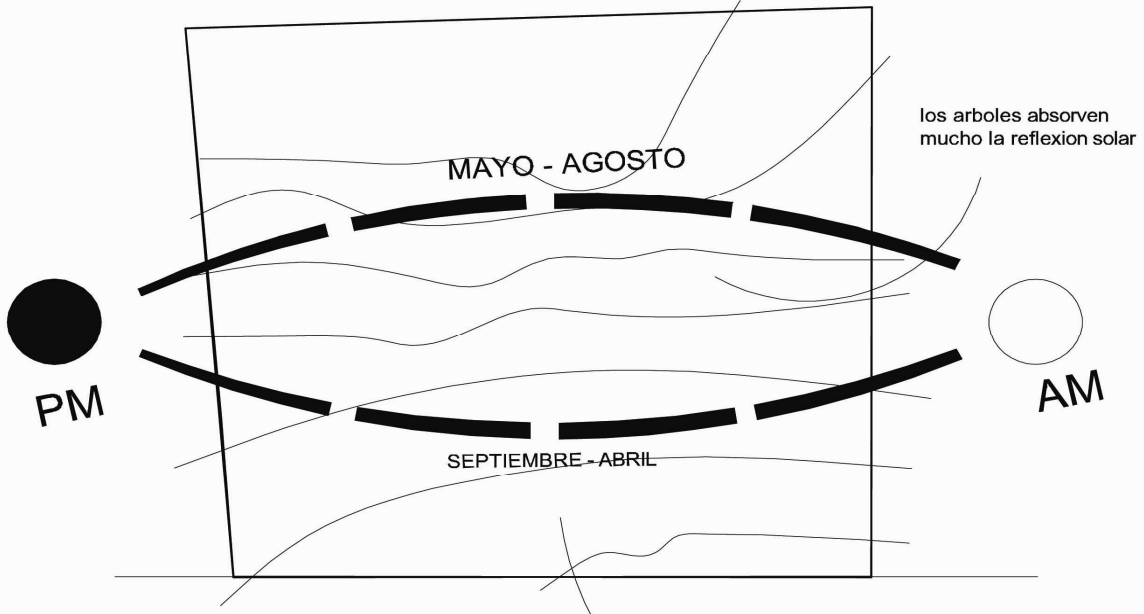 los arboles absorven
mucho la reflexion solar
MAYO - AGOSTO
PM
AM
SEPTIEMBRE - ABRIL